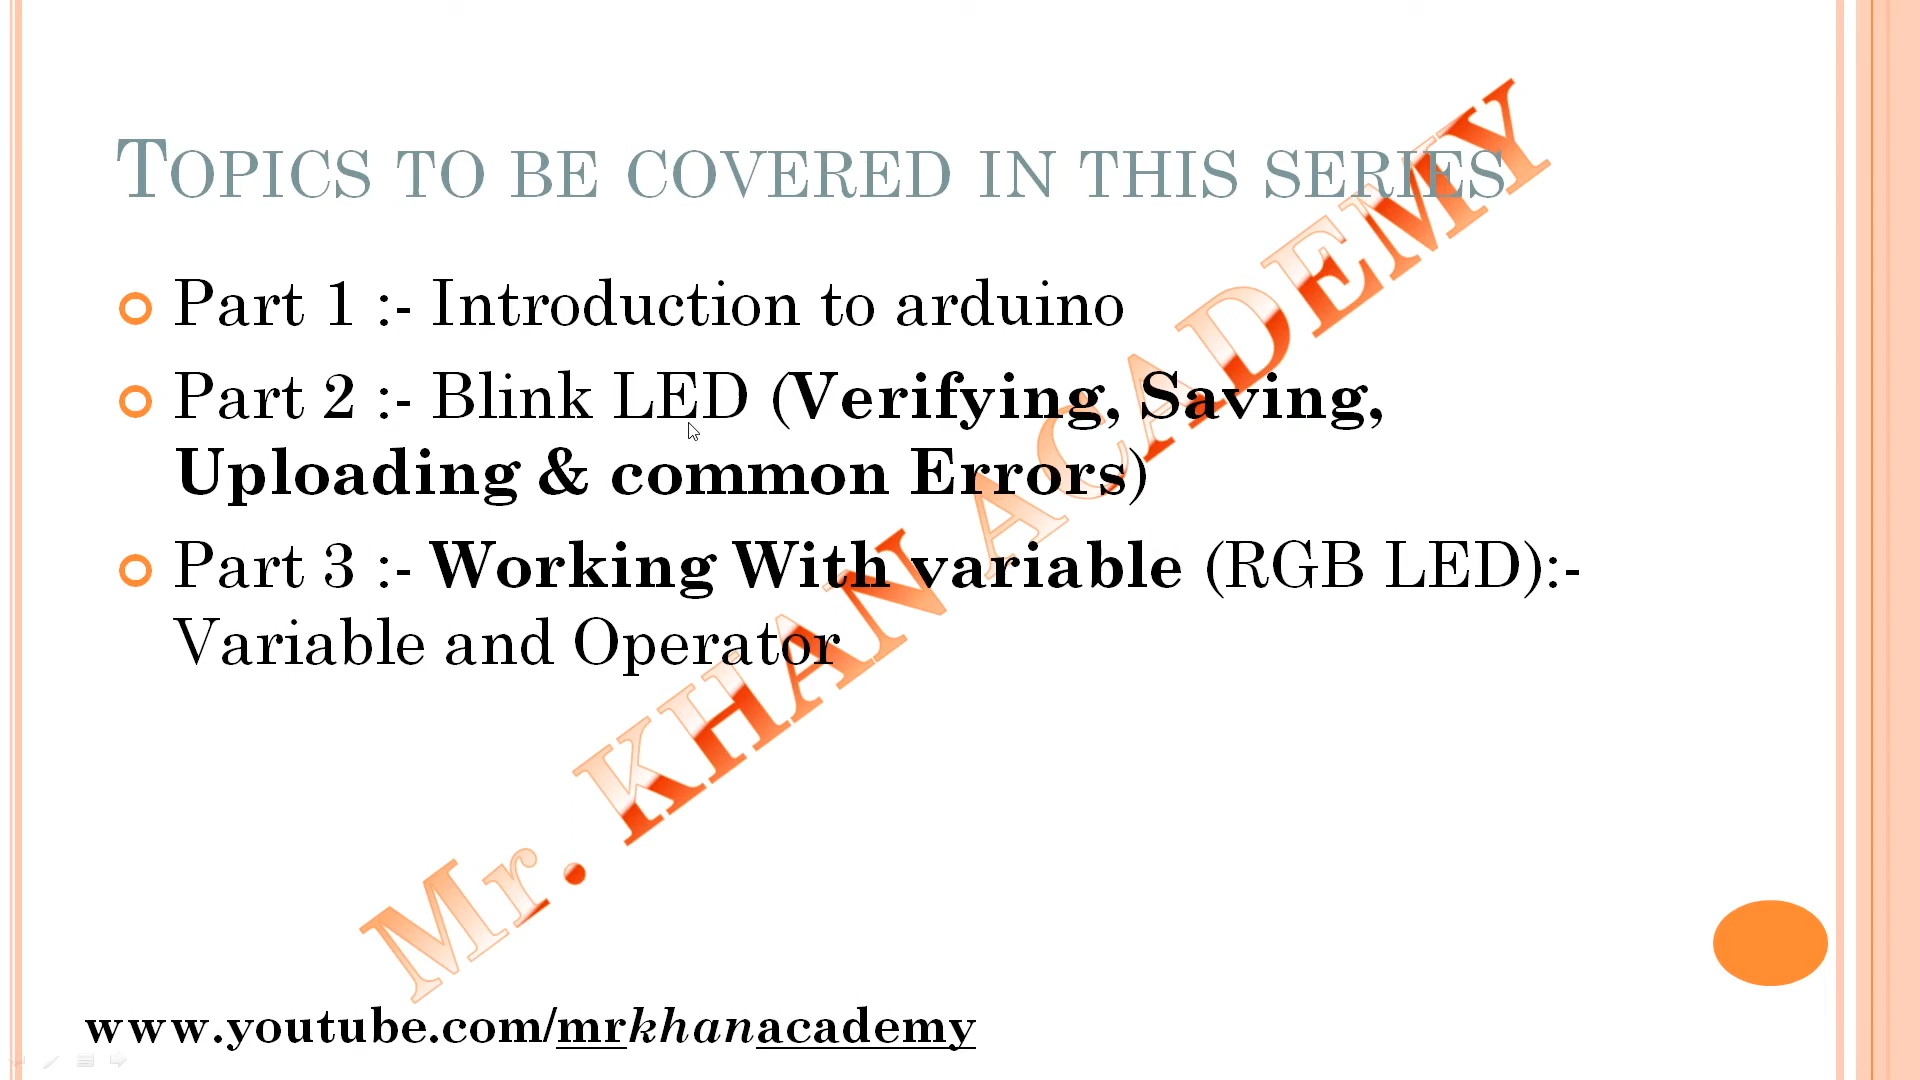 Topics to be covered in this series
Part 1 :- Introduction to arduino
Part 2 :- Blink LED (Verifying, Saving,
Uploading & common Errors)
Part 3 :- Working With variable (RGB LED):-
Variable and Operator
Mr. KHAN ACADEMY
www.youtube.com/mrkhanacademy